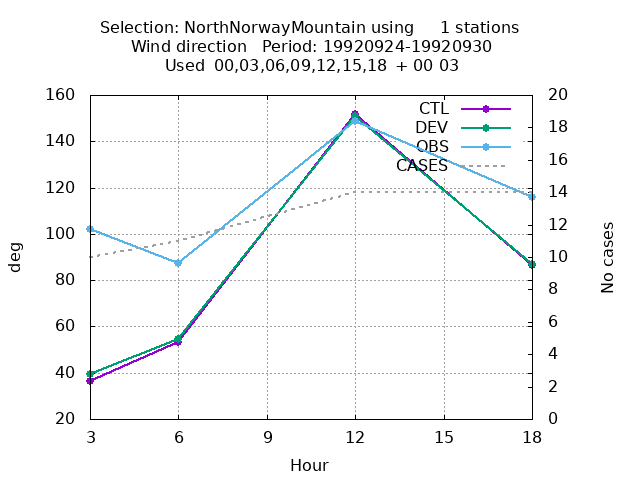 Selection: NorthNorwayMountain using     1 stations
Wind direction   Period: 19920924-19920930
Used  00,03,06,09,12,15,18  + 00 03
160
140
120
100
80
60
40
20
deg
20
18
16
14
12
10
8
6
4
2
0
No cases
CTL
DEV
OBS
CASES
3
6
9
12
15
18
Hour